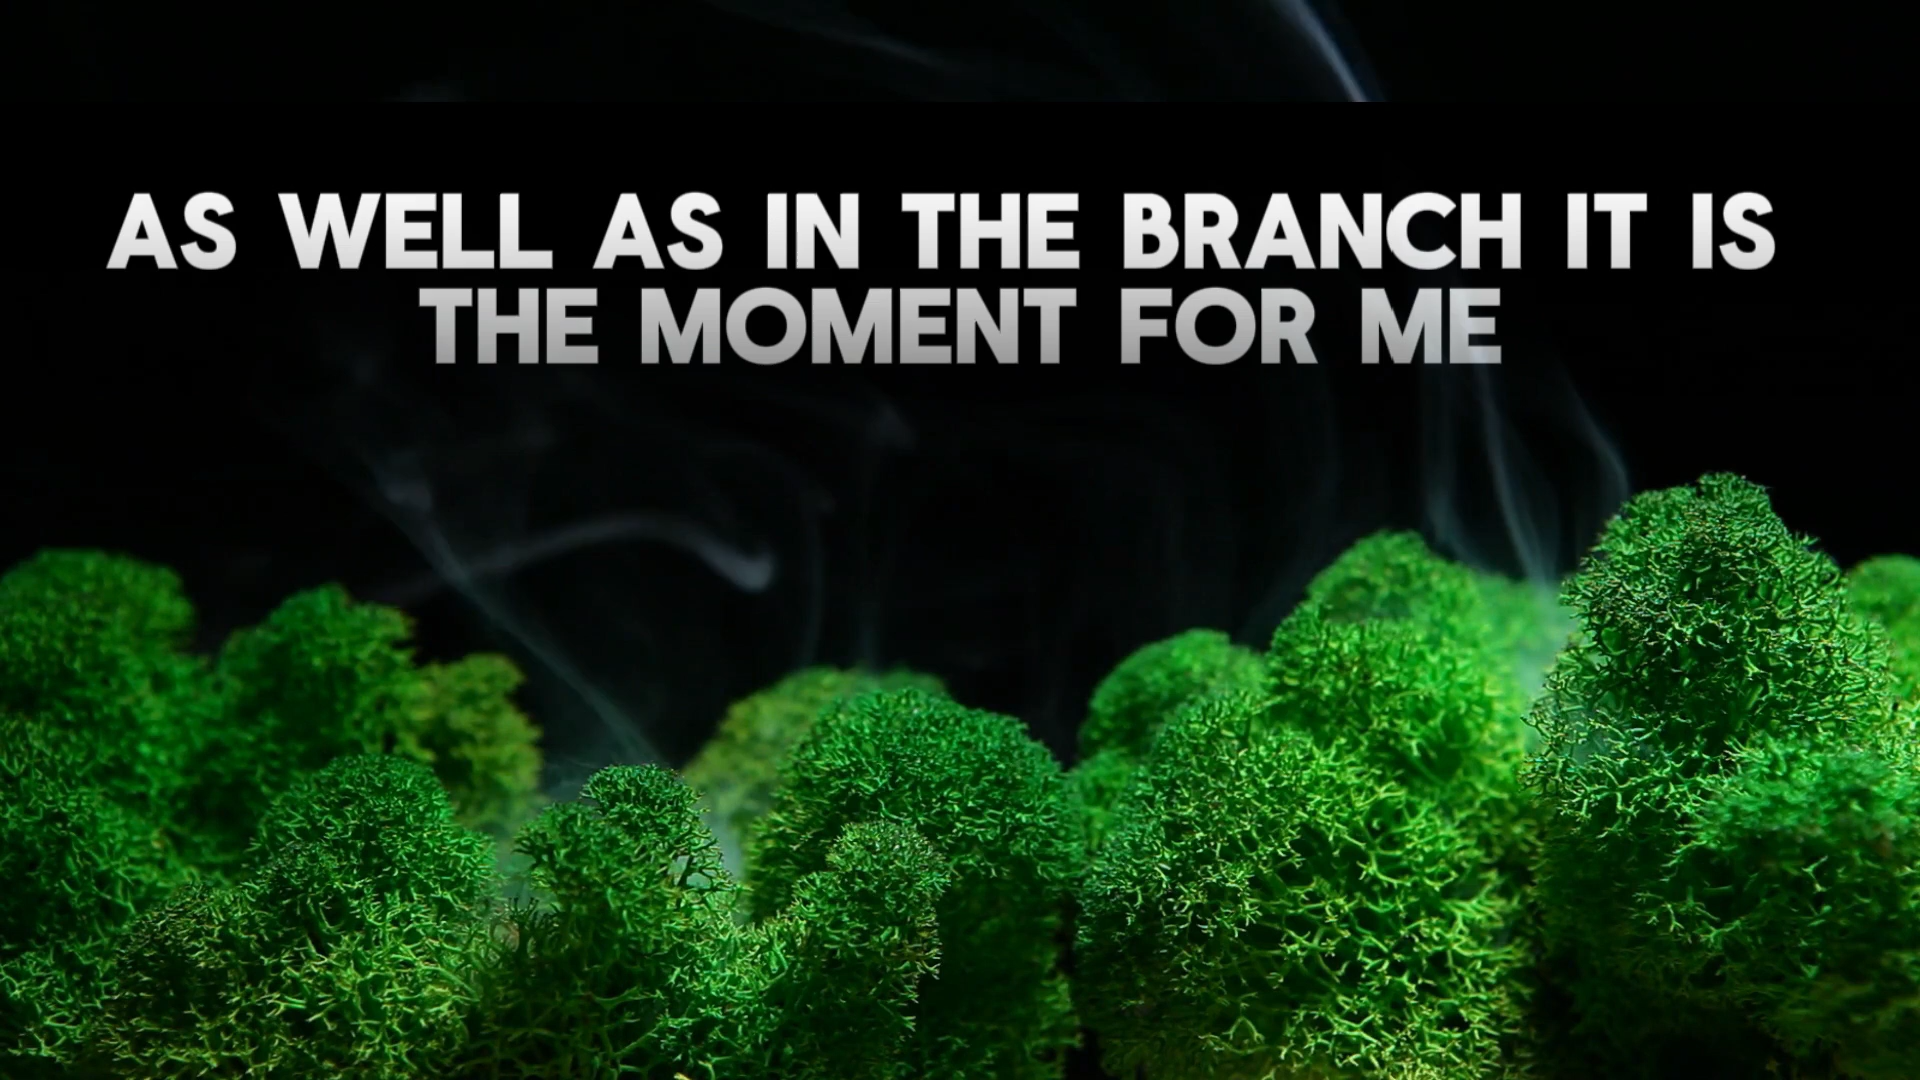 AS WELL AS IN THE BRANCH IT IS
THE MOMENT FOR ME